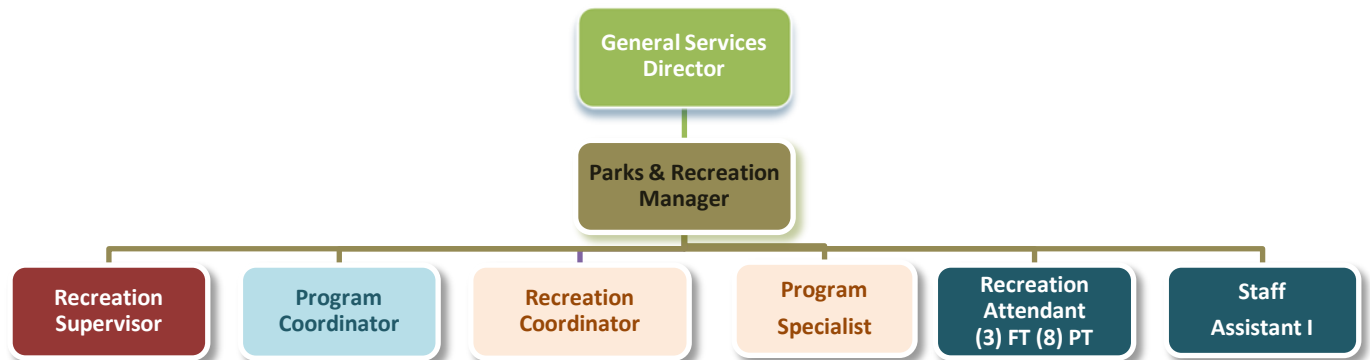 General Services
Director
Parks & Recreation
Manager
Recreation
Supervisor
Program
Coordinator
Recreation
Coordinator
Program
Specialist
Recreation
Attendant
(3) FT (8) PT
Staff
Assistant I